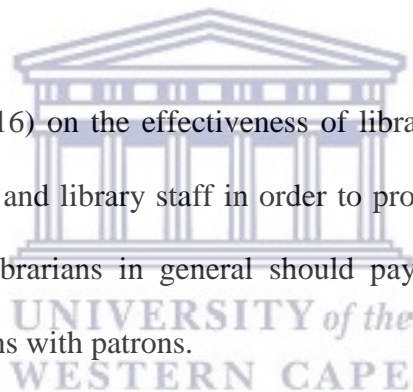 16) on the effectiveness of libra
and library staff in order to pro
ibrarians in general should pay
UNIVERSITY of the
ns with patrons.
WESTERN CAPE